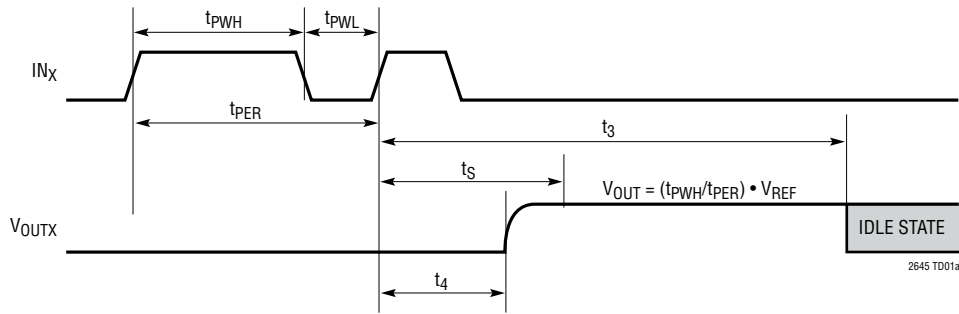 tPWH
tPWL
INX
tPER
t3
tS
VOUT = (tPWH/tPER) • VREF
VOUTX
IDLE STATE
2645 TD01a
t4